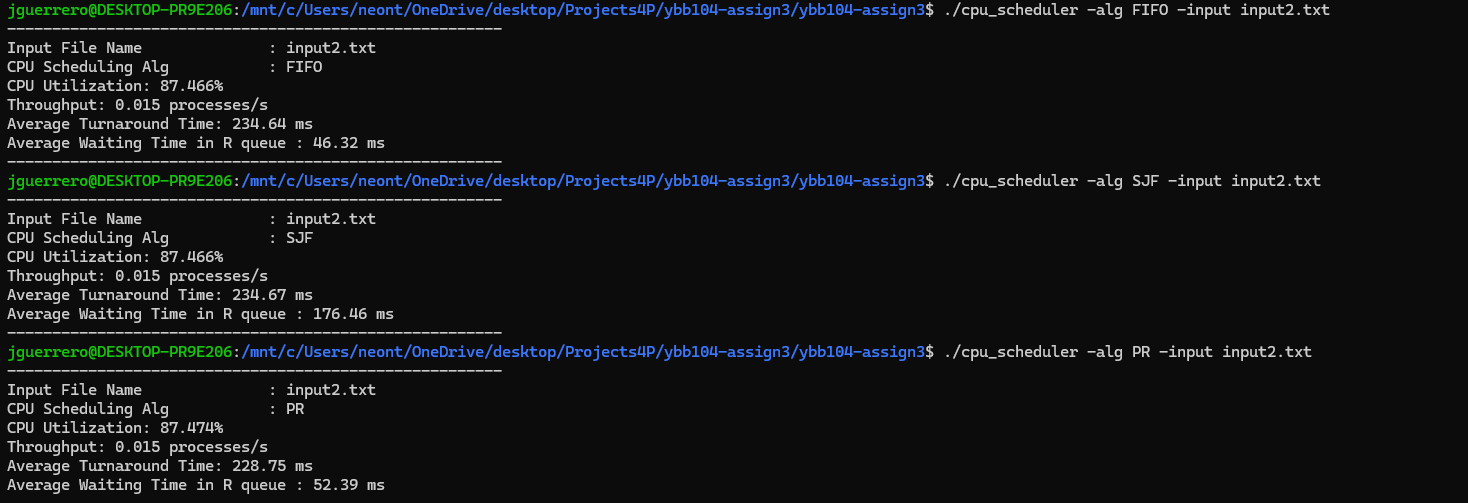 jguerrero@DESKTOP-PR9E206:/mnt/c/Users/neont/OneDrive/desktop/Projects4P/ybb104-assign3/ybb104-assign3$ ./cpu_scheduler -alg FIFO -input input2.txt
-------------------------------------------------------
Input File Name              : input2.txt
CPU Scheduling Alg           : FIFO
CPU Utilization: 87.466%
Throughput: 0.015 processes/s
Average Turnaround Time: 234.64 ms
Average Waiting Time in R queue : 46.32 ms
-------------------------------------------------------
jguerrero@DESKTOP-PR9E206:/mnt/c/Users/neont/OneDrive/desktop/Projects4P/ybb104-assign3/ybb104-assign3$ ./cpu_scheduler -alg SJF -input input2.txt
-------------------------------------------------------
Input File Name              : input2.txt
CPU Scheduling Alg           : SJF
CPU Utilization: 87.466%
Throughput: 0.015 processes/s
Average Turnaround Time: 234.67 ms
Average Waiting Time in R queue : 176.46 ms
-------------------------------------------------------
jguerrero@DESKTOP-PR9E206:/mnt/c/Users/neont/OneDrive/desktop/Projects4P/ybb104-assign3/ybb104-assign3$ ./cpu_scheduler -alg PR -input input2.txt
-------------------------------------------------------
Input File Name              : input2.txt
CPU Scheduling Alg           : PR
CPU Utilization: 87.474%
Throughput: 0.015 processes/s
Average Turnaround Time: 228.75 ms
Average Waiting Time in R queue : 52.39 ms